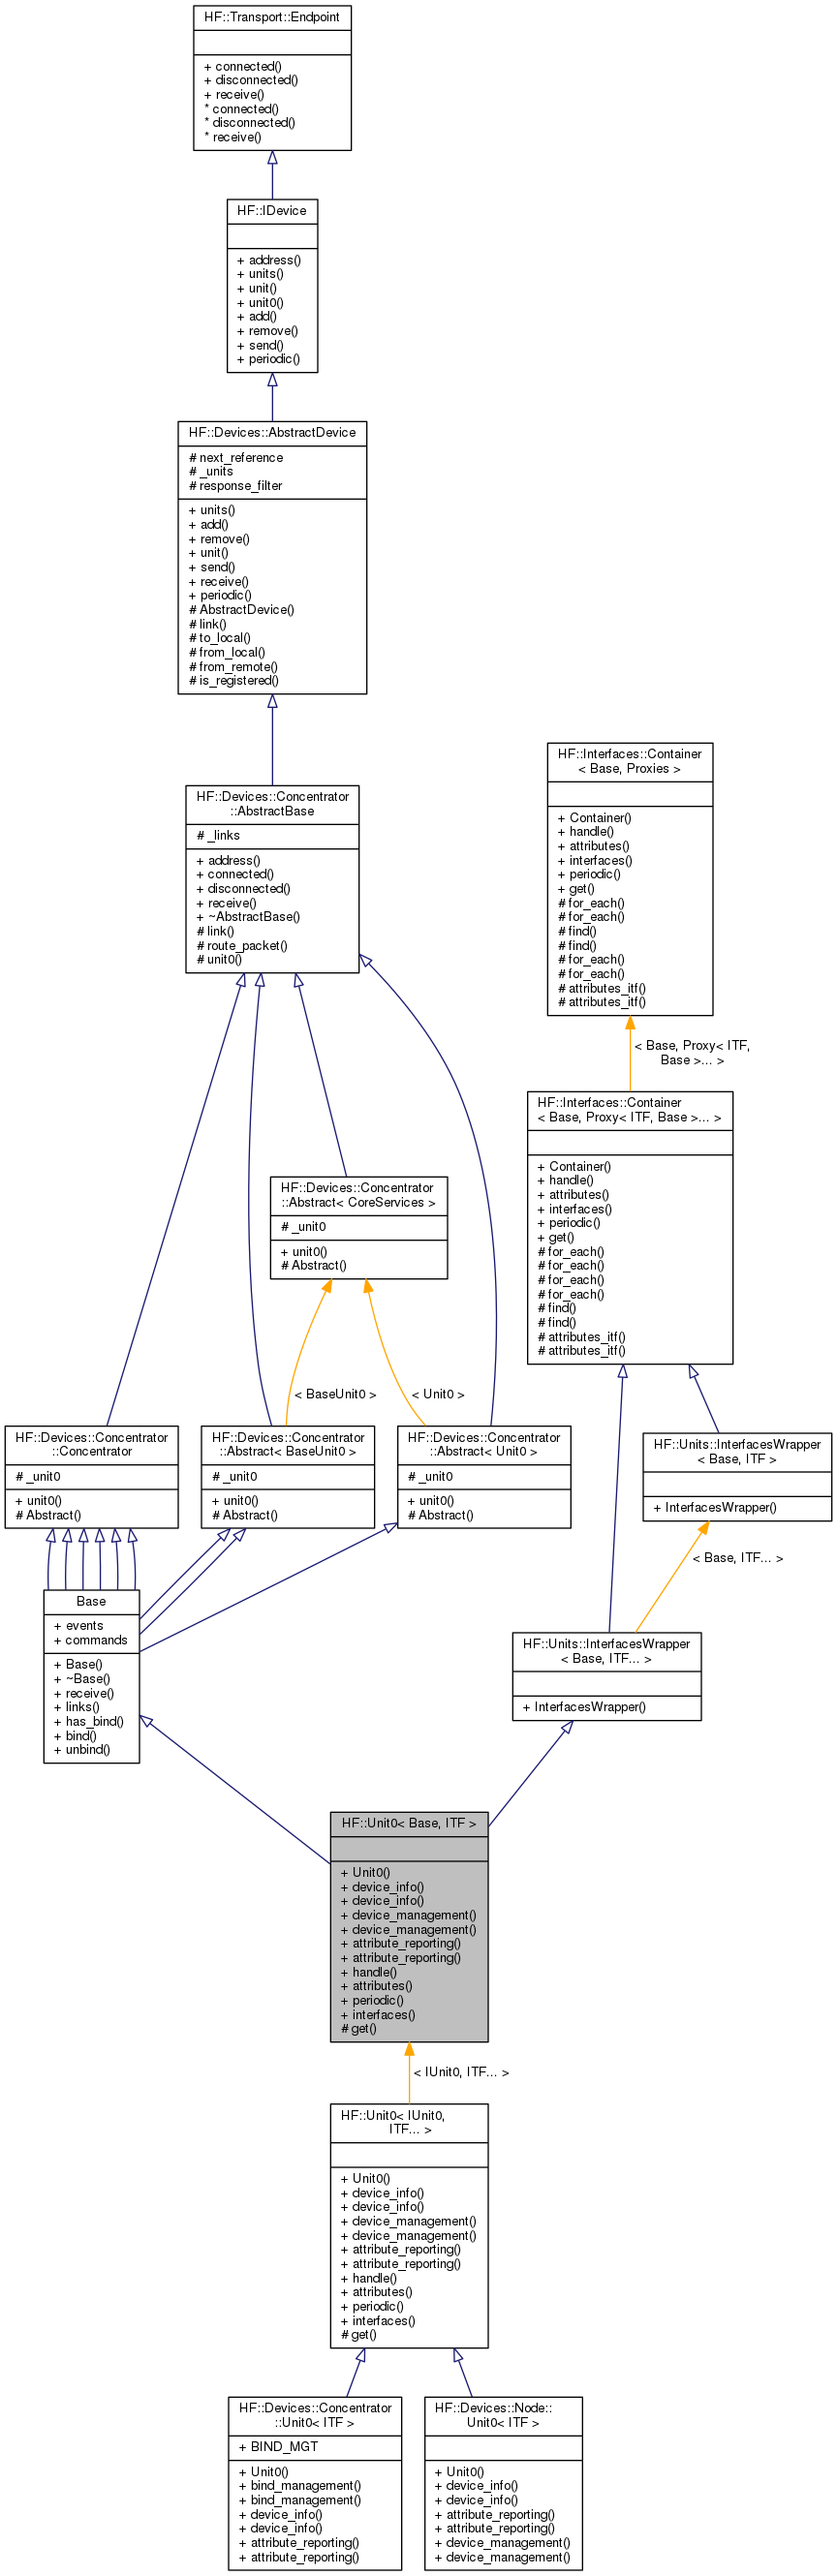 HF::Transport::Endpoint
+ connected()
+ disconnected()
+ receive()
* connected()
* disconnected()
* receive()
HF::IDevice
+ address()
+ units()
+ unit()
+ unit0()
+ add()
+ remove()
+ send()
+ periodic()
HF::Devices::AbstractDevice
# next_reference
# _units
# response_filter
+ units()
+ add()
+ remove()
+ unit()
+ send()
+ receive()
+ periodic()
# AbstractDevice()
# link()
# to_local()
# from_local()
# from_remote()
# is_registered()
HF::Devices::Concentrator
::AbstractBase
# _links
+ address()
+ connected()
+ disconnected()
+ receive()
+ ~AbstractBase()
# link()
# route_packet()
# unit0()
HF::Interfaces::Container
< Base, Proxies >
+ Container()
+ handle()
+ attributes()
+ interfaces()
+ periodic()
+ get()
# for_each()
# for_each()
# find()
# find()
# for_each()
# for_each()
# attributes_itf()
# attributes_itf()
< Base, Proxy< ITF,
Base >... >
HF::Interfaces::Container
< Base, Proxy< ITF, Base >... >
+ Container()
+ handle()
+ attributes()
+ interfaces()
+ periodic()
+ get()
# for_each()
# for_each()
# for_each()
# for_each()
# find()
# find()
# attributes_itf()
# attributes_itf()
HF::Devices::Concentrator
::Abstract< CoreServices >
# _unit0
+ unit0()
# Abstract()
< BaseUnit0 >
< Unit0 >
HF::Devices::Concentrator
::Concentrator
# _unit0
+ unit0()
# Abstract()
HF::Devices::Concentrator
::Abstract< BaseUnit0 >
# _unit0
+ unit0()
# Abstract()
HF::Devices::Concentrator
::Abstract< Unit0 >
# _unit0
+ unit0()
# Abstract()
HF::Units::InterfacesWrapper
< Base, ITF >
+ InterfacesWrapper()
< Base, ITF... >
Base
+ events
+ commands
+ Base()
+ ~Base()
+ receive()
+ links()
+ has_bind()
+ bind()
+ unbind()
HF::Units::InterfacesWrapper
< Base, ITF... >
+ InterfacesWrapper()
HF::Unit0< Base, ITF >
+ Unit0()
+ device_info()
+ device_info()
+ device_management()
+ device_management()
+ attribute_reporting()
+ attribute_reporting()
+ handle()
+ attributes()
+ periodic()
+ interfaces()
# get()
< IUnit0, ITF... >
HF::Unit0< IUnit0,
ITF... >
+ Unit0()
+ device_info()
+ device_info()
+ device_management()
+ device_management()
+ attribute_reporting()
+ attribute_reporting()
+ handle()
+ attributes()
+ periodic()
+ interfaces()
# get()
HF::Devices::Concentrator
::Unit0< ITF >
+ BIND_MGT
+ Unit0()
+ bind_management()
+ bind_management()
+ device_info()
+ device_info()
+ attribute_reporting()
+ attribute_reporting()
HF::Devices::Node::
Unit0< ITF >
+ Unit0()
+ device_info()
+ device_info()
+ attribute_reporting()
+ attribute_reporting()
+ device_management()
+ device_management()